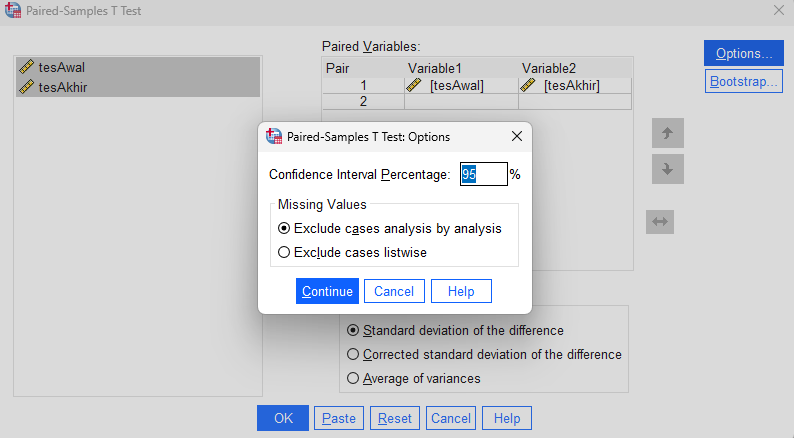 Paired-Samples T Test
Paired Variables:
tesAwal
tesAkhir
Pair Variable1 Variable2
1 [tesAwal] [tesAkhir]
2
Options...
Bootstrap...
Paired-Samples T Test: Options
Confidence Interval Percentage: 95 %
Missing Values
Exclude cases analysis by analysis
Exclude cases listwise
Continue Cancel Help
Standard deviation of the difference
Corrected standard deviation of the difference
Average of variances
OK Paste Reset Cancel Help